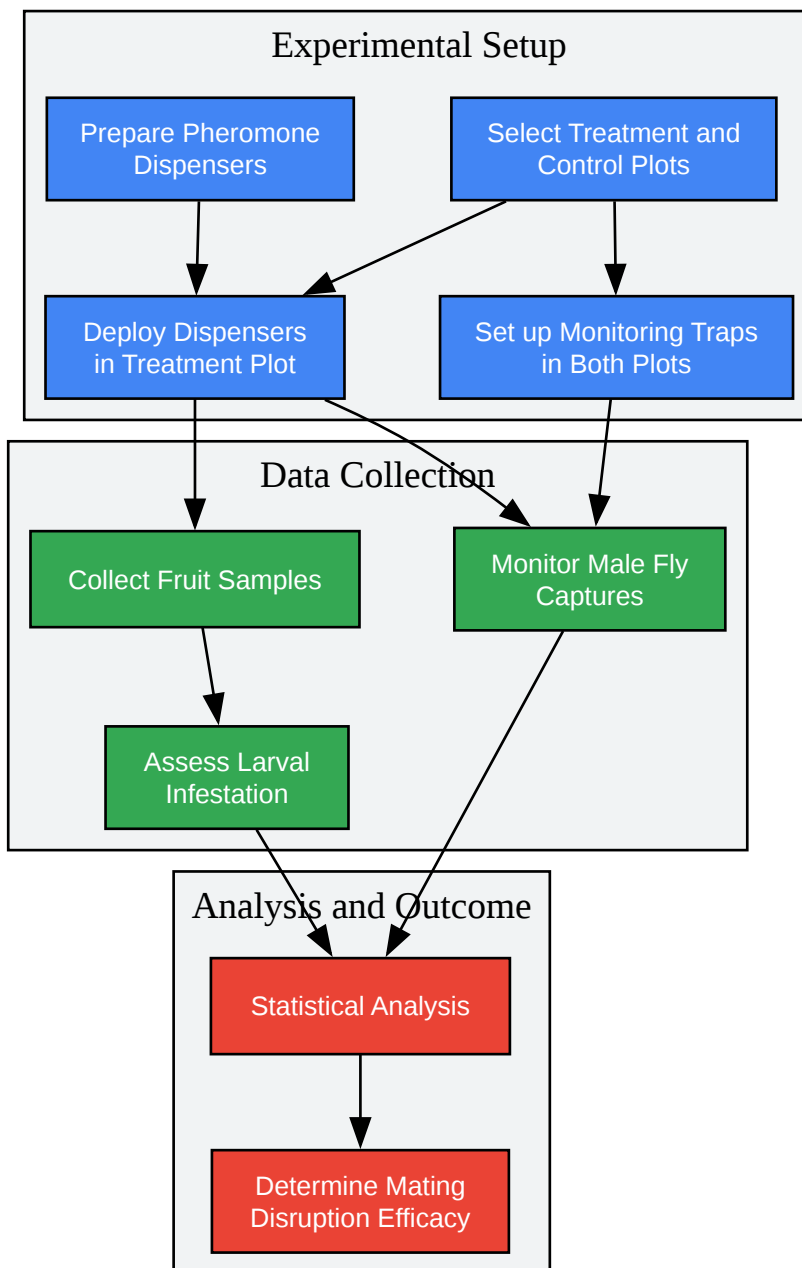 Experimental Setup
Prepare Pheromone
Dispensers
Select Treatment and
Control Plots
Deploy Dispensers
in Treatment Plot
Set up Monitoring Traps
in Both Plots
Data Collection
Collect Fruit Samples
Monitor Male Fly
Captures
Assess Larval
Infestation
Analysis and Outcome
Statistical Analysis
Determine Mating
Disruption Efficacy